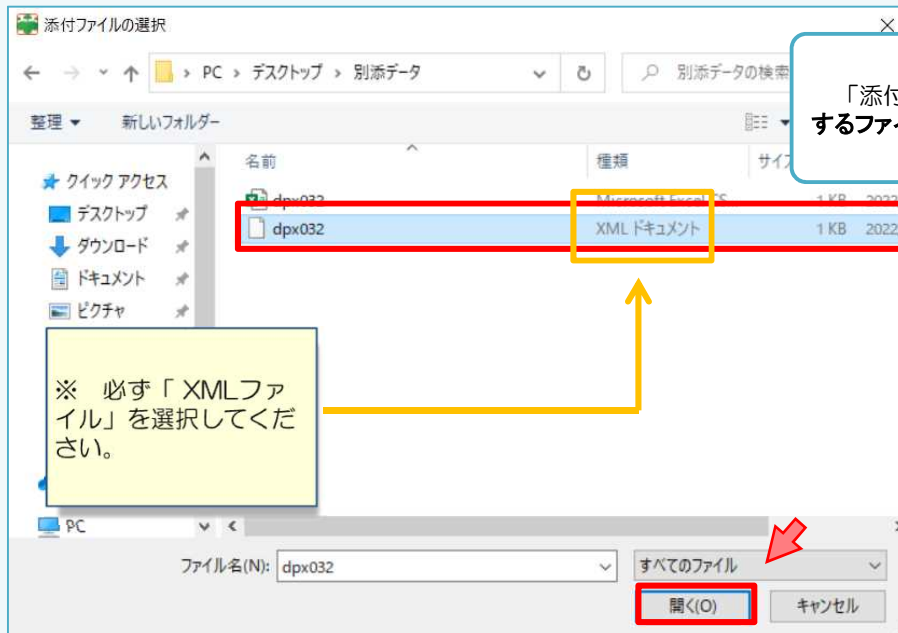 添付ファイルの選択
PC › デスクトップ › 別添データ
別添データの検索
「添付
するファイ
整理
新しいフォルダー
名前
種類
サイズ
クイック アクセス
dpx032
Microsoft Excel CS
1 KB
2022
デスクトップ
dpx032
XML ドキュメント
1 KB
2022
ダウンロード
ドキュメント
ピクチャ
※ 必ず「 XMLファ
イル」を選択してくだ
さい。
PC
ファイル名(N):
dpx032
すべてのファイル
開く(O)
キャンセル